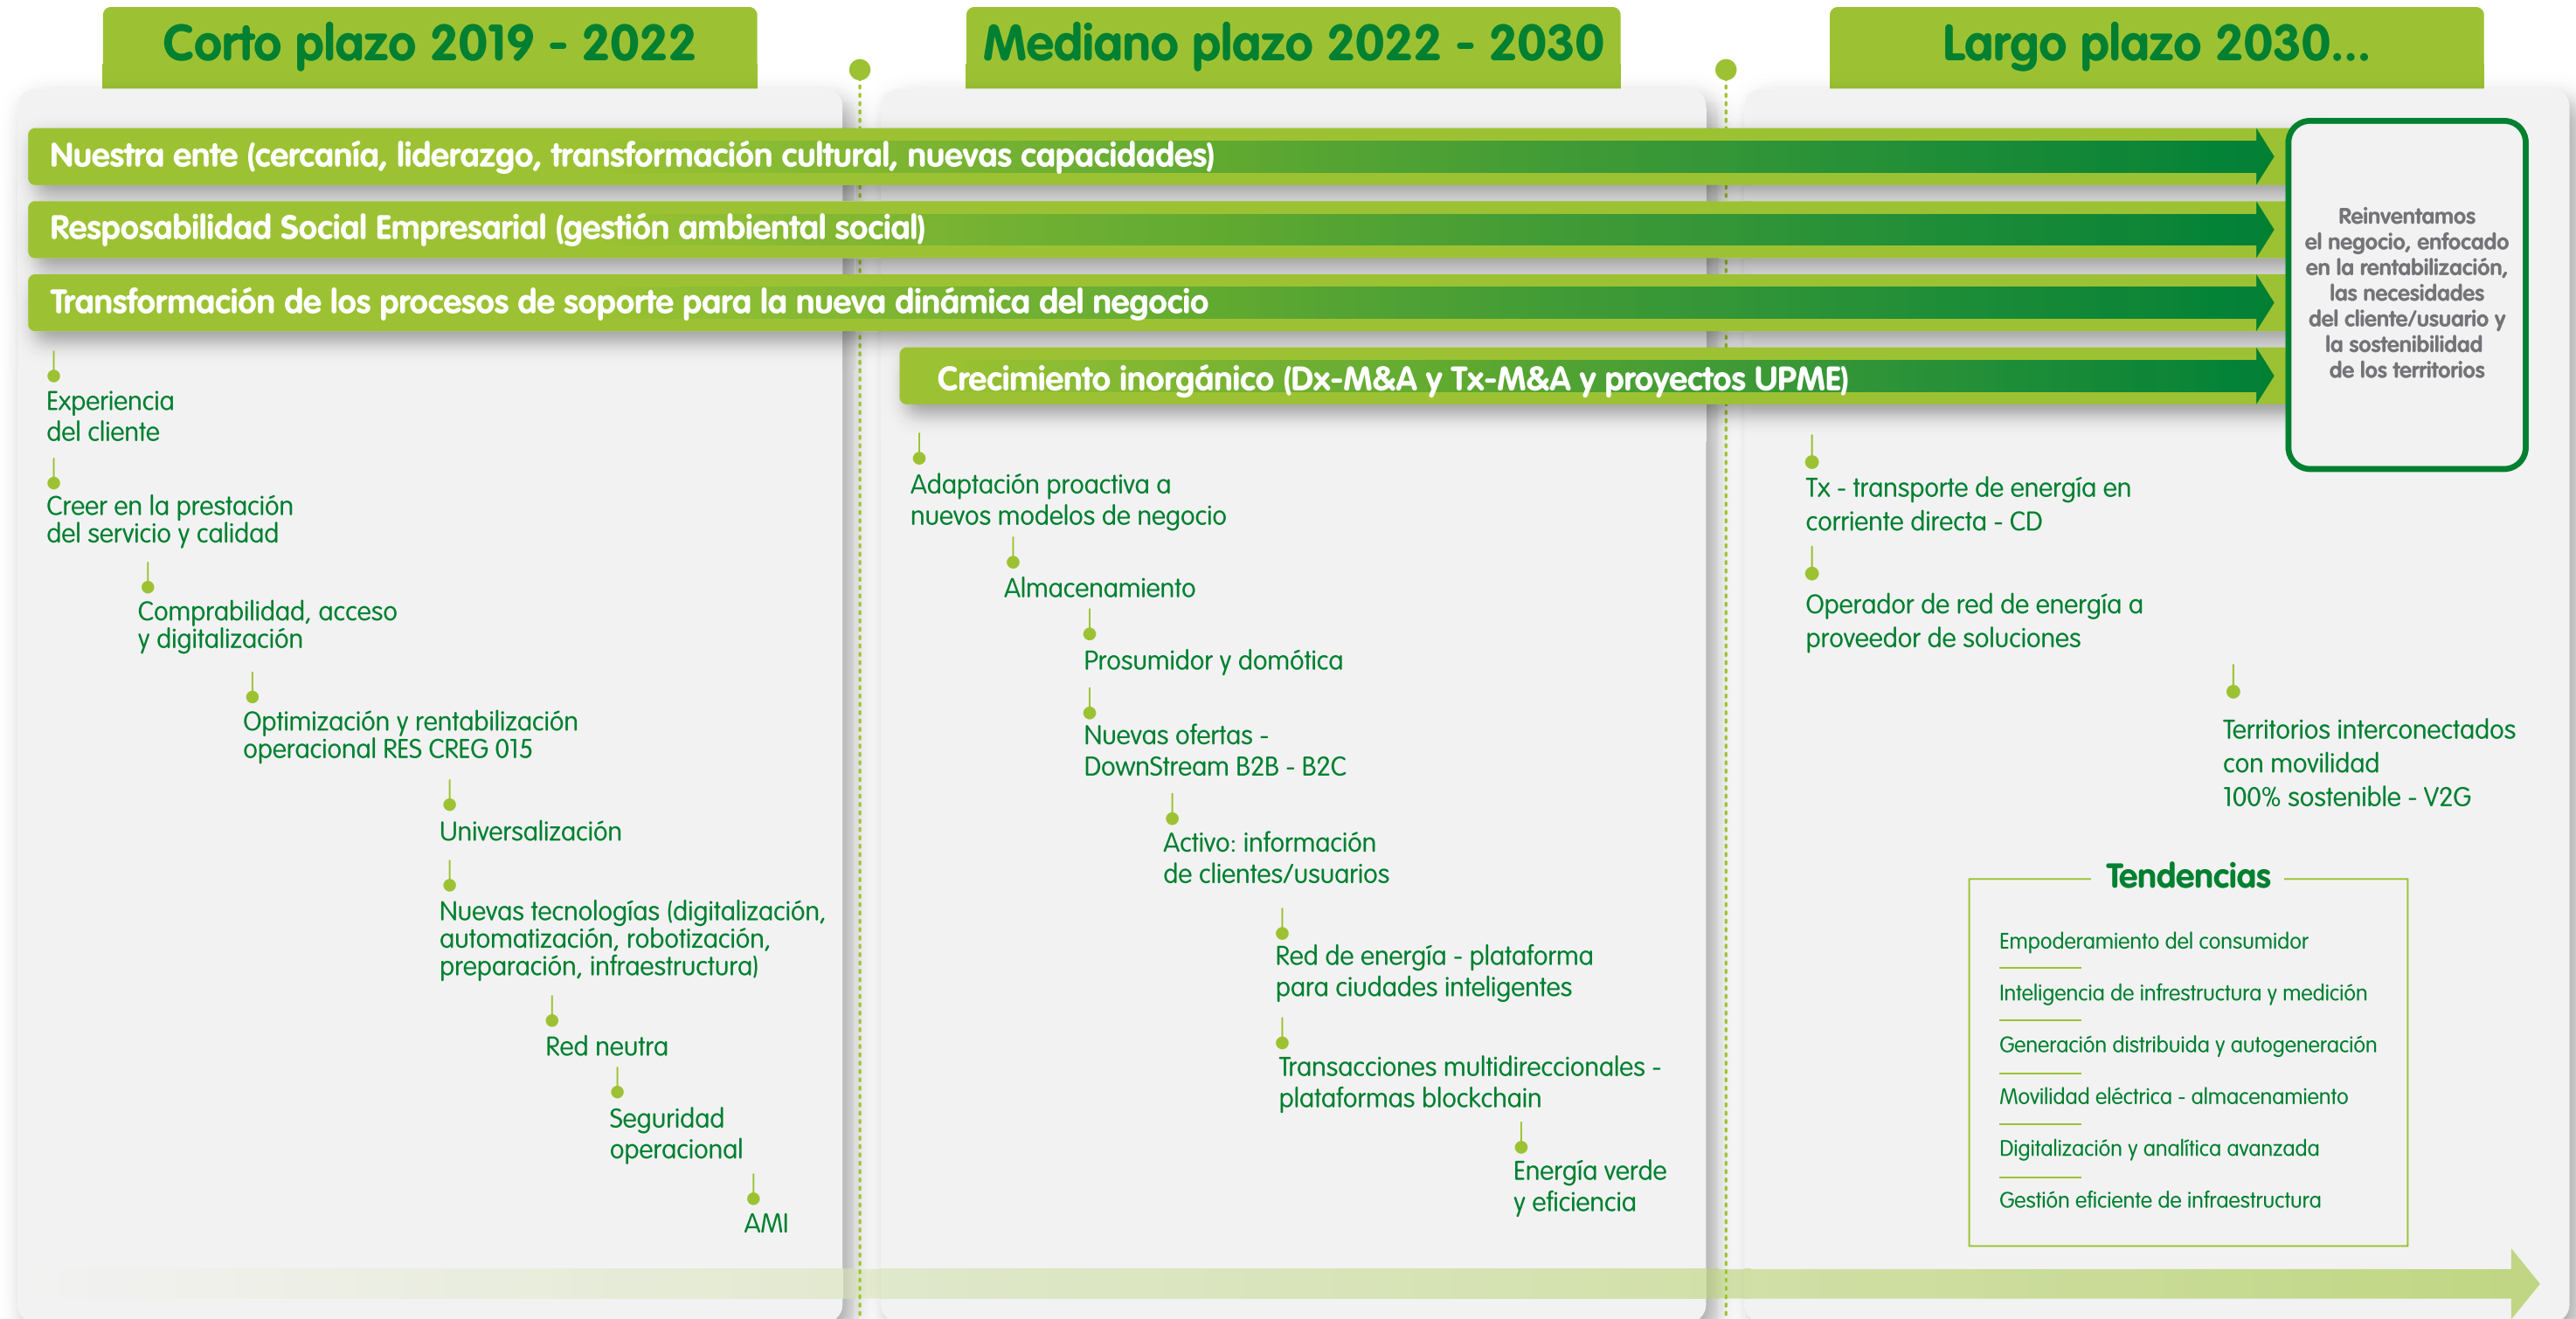 Corto plazo 2019 - 2022
Mediano plazo 2022 - 2030
Largo plazo 2030...
Nuestra ente (cercanía, liderazgo, transformación cultural, nuevas capacidades)
Resposabilidad Social Empresarial (gestión ambiental social)
Transformación de los procesos de soporte para la nueva dinámica del negocio
Crecimiento inorgánico (Dx-M&A y Tx-M&A y proyectos UPME)
Reinventamos
el negocio, enfocado
en la rentabilización,
las necesidades
del cliente/usuario y
la sostenibilidad
de los territorios
Experiencia
del cliente
Creer en la prestación
del servicio y calidad
Comprabilidad, acceso
y digitalización
Optimización y rentabilización
operacional RES CREG 015
Universalización
Nuevas tecnologías (digitalización,
automatización, robotización,
preparación, infraestructura)
Red neutra
Seguridad
operacional
AMI
Adaptación proactiva a
nuevos modelos de negocio
Almacenamiento
Prosumidor y domótica
Nuevas ofertas -
DownStream B2B - B2C
Activo: información
de clientes/usuarios
Red de energía - plataforma
para ciudades inteligentes
Transacciones multidireccionales -
plataformas blockchain
Energía verde
y eficiencia
Tx - transporte de energía en
corriente directa - CD
Operador de red de energía a
proveedor de soluciones
Territorios interconectados
con movilidad
100% sostenible - V2G
Tendencias
Empoderamiento del consumidor
Inteligencia de infrestructura y medición
Generación distribuida y autogeneración
Movilidad eléctrica - almacenamiento
Digitalización y analítica avanzada
Gestión eficiente de infraestructura